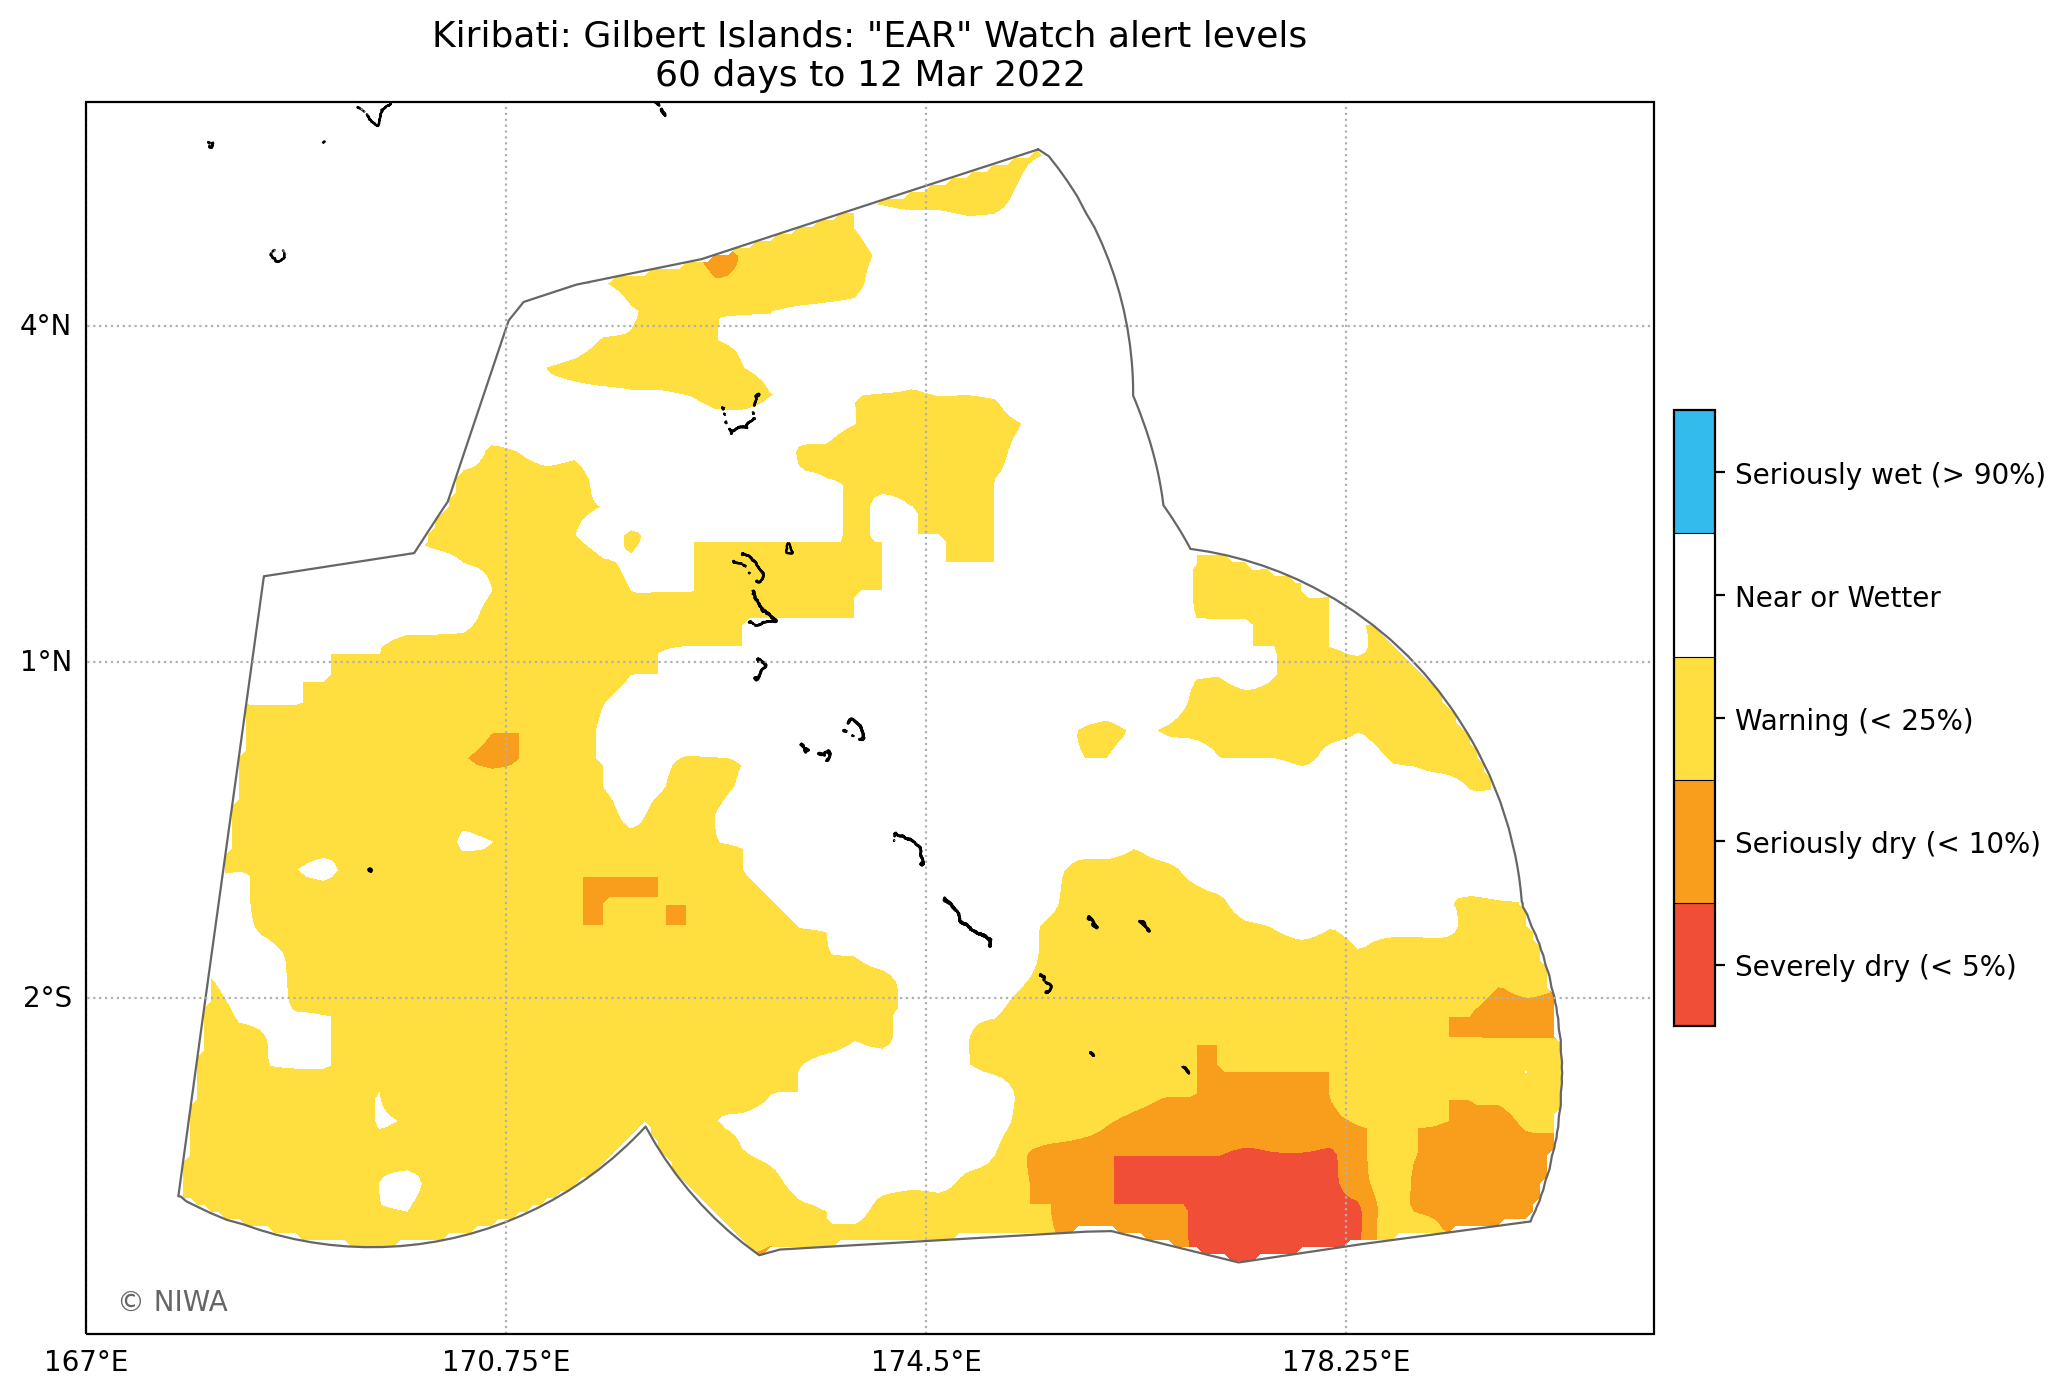 Kiribati: Gilbert Islands: "EAR" Watch alert levels
60 days to 12 Mar 2022
4°N
1°N
2°S
167°E
170.75°E
174.5°E
178.25°E
Seriously wet (> 90%)
Near or Wetter
Warning (< 25%)
Seriously dry (< 10%)
Severely dry (< 5%)
© NIWA